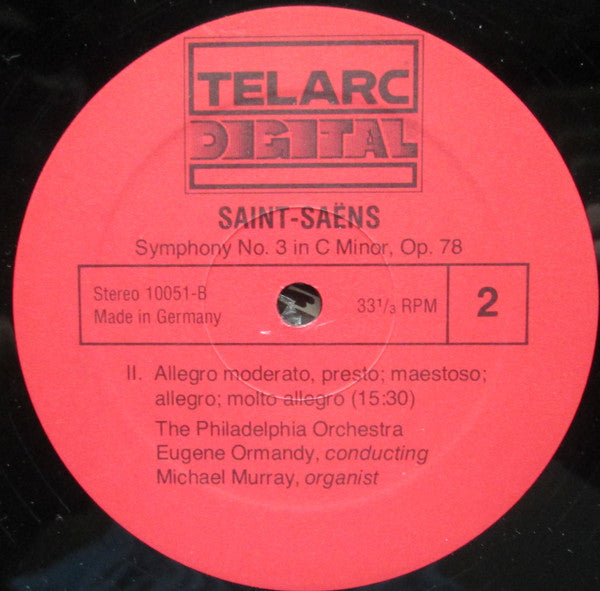 TELARC
DIGITAL
SAINT-SAËNS
Symphony No. 3 in C Minor, Op. 78
Stereo 10051-B
Made in Germany
33 1/3 RPM
2
II. Allegro moderato, presto; maestoso;
allegro; molto allegro (15:30)
The Philadelphia Orchestra
Eugene Ormandy, conducting
Michael Murray, organist